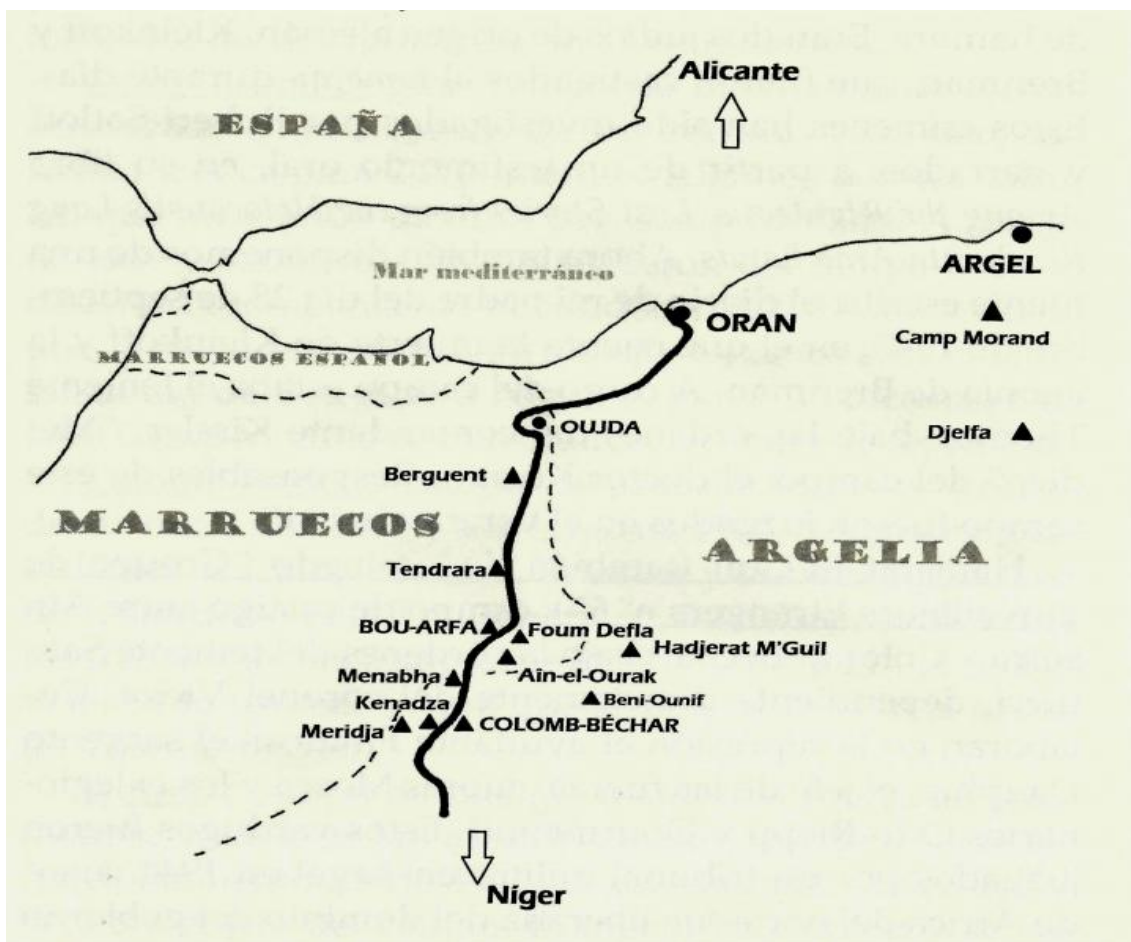 Alicante
ESPAÑA
Mar mediterráneo
ARGEL
ORAN
Camp Morand
MARRUECOS ESPAÑOL
OUJDA
Djelfa
Berguent
MARRUECOS
ARGELIA
Tendrara
BOU-ARFA
Foum Defla
Hadjerat M'Guil
Menabha
Aîn-el-Ourak
Beni-Ounif
Kenadza
Meridja
COLOMB-BÉCHAR
Níger